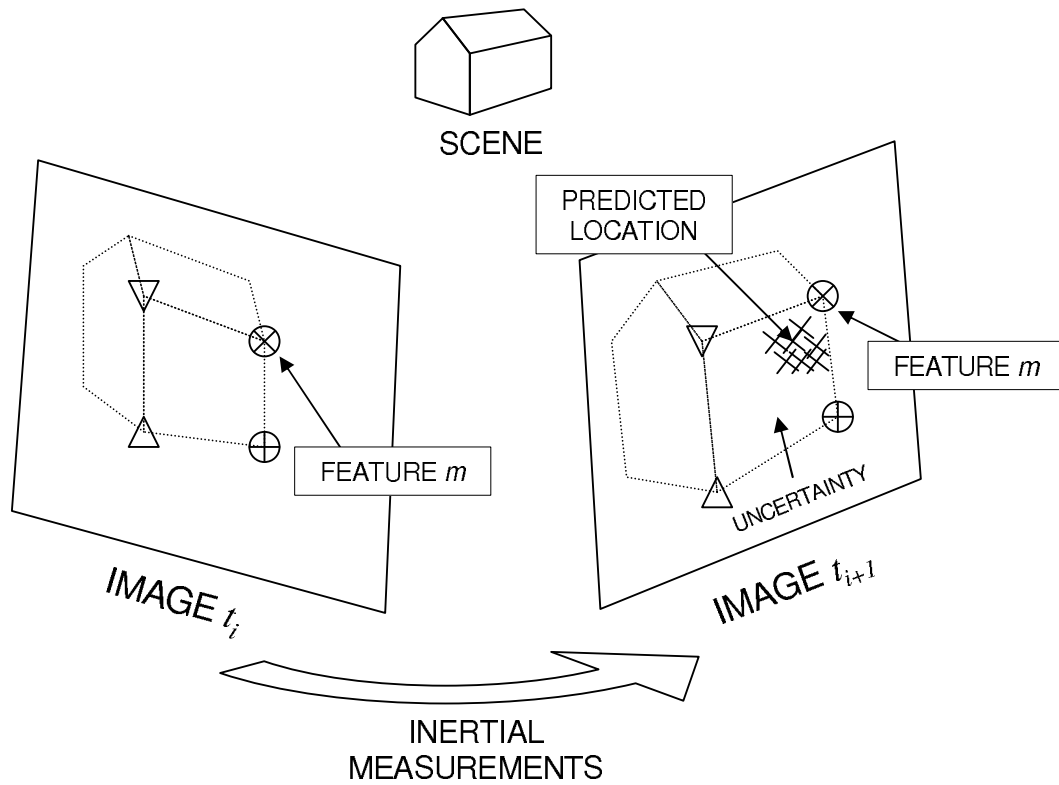 SCENE
PREDICTED
LOCATION
FEATURE m
FEATURE m
UNCERTAINTY
IMAGE t_i
IMAGE t_{i+1}
INERTIAL
MEASUREMENTS